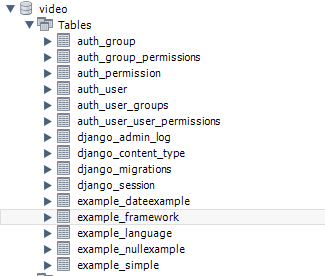 video
Tables
auth_group
auth_group_permissions
auth_permission
auth_user
auth_user_groups
auth_user_user_permissions
django_admin_log
django_content_type
django_migrations
django_session
example_dateexample
example_framework
example_language
example_nullexample
example_simple